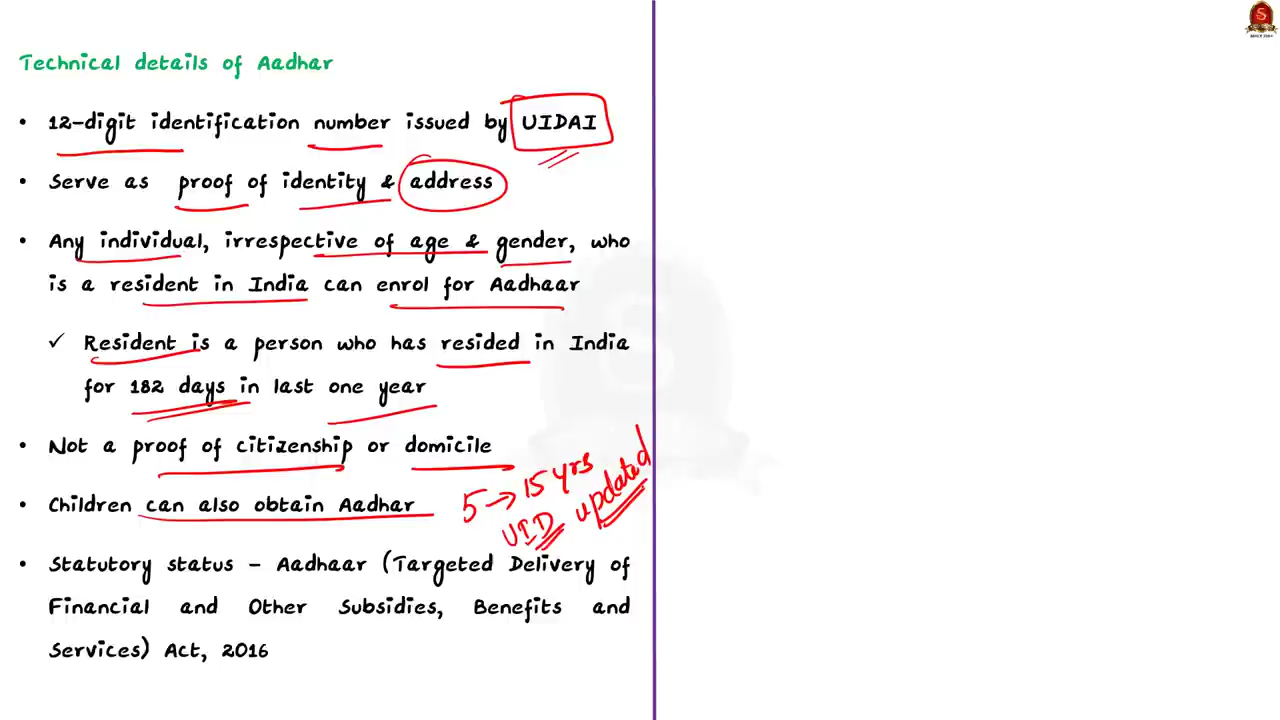 Technical details of Aadhar
• 12-digit identification number issued by UIDAI
• Serve as proof of identity & address
• Any individual, irrespective of age & gender, who
is a resident in India can enrol for Aadhaar
✓ Resident is a person who has resided in India
for 182 days in last one year
• Not a proof of citizenship or domicile
• Children can also obtain Aadhar
5 → 15 yrs
UID updated
• Statutory status – Aadhaar (Targeted Delivery of
Financial and Other Subsidies, Benefits and
Services) Act, 2016